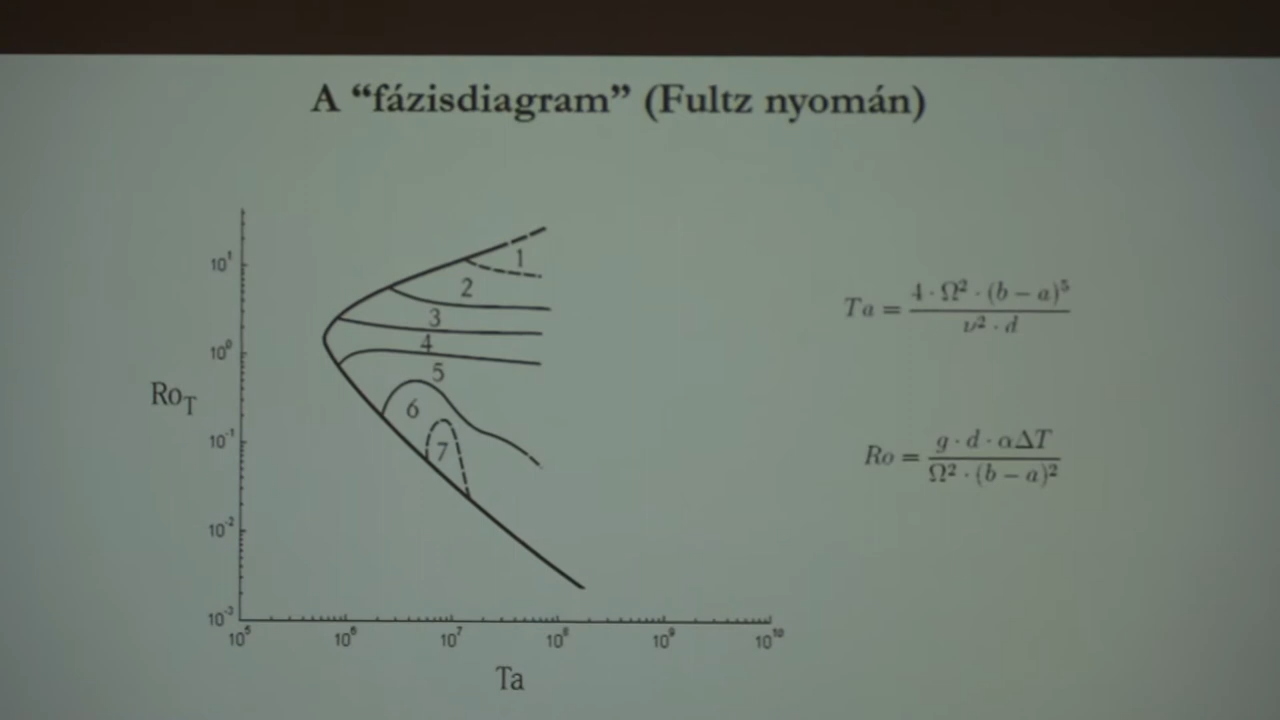 A “fázisdiagram” (Fultz nyomán)
10¹
10⁰
10⁻¹
10⁻²
10⁻³
Ro_T
1
2
3
4
5
6
7
10⁵ 10⁶ 10⁷ 10⁸ 10⁹ 10¹⁰
Ta
Ta = 4 · Ω² · (b − a)⁵ / ν² · d
Ro = g · d · αΔT / Ω² · (b − a)²